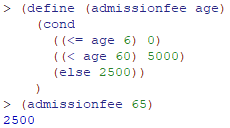 > (define (admissionfee age)
(cond
((<= age 6) 0)
((< age 60) 5000)
(else 2500))
)
> (admissionfee 65)
2500